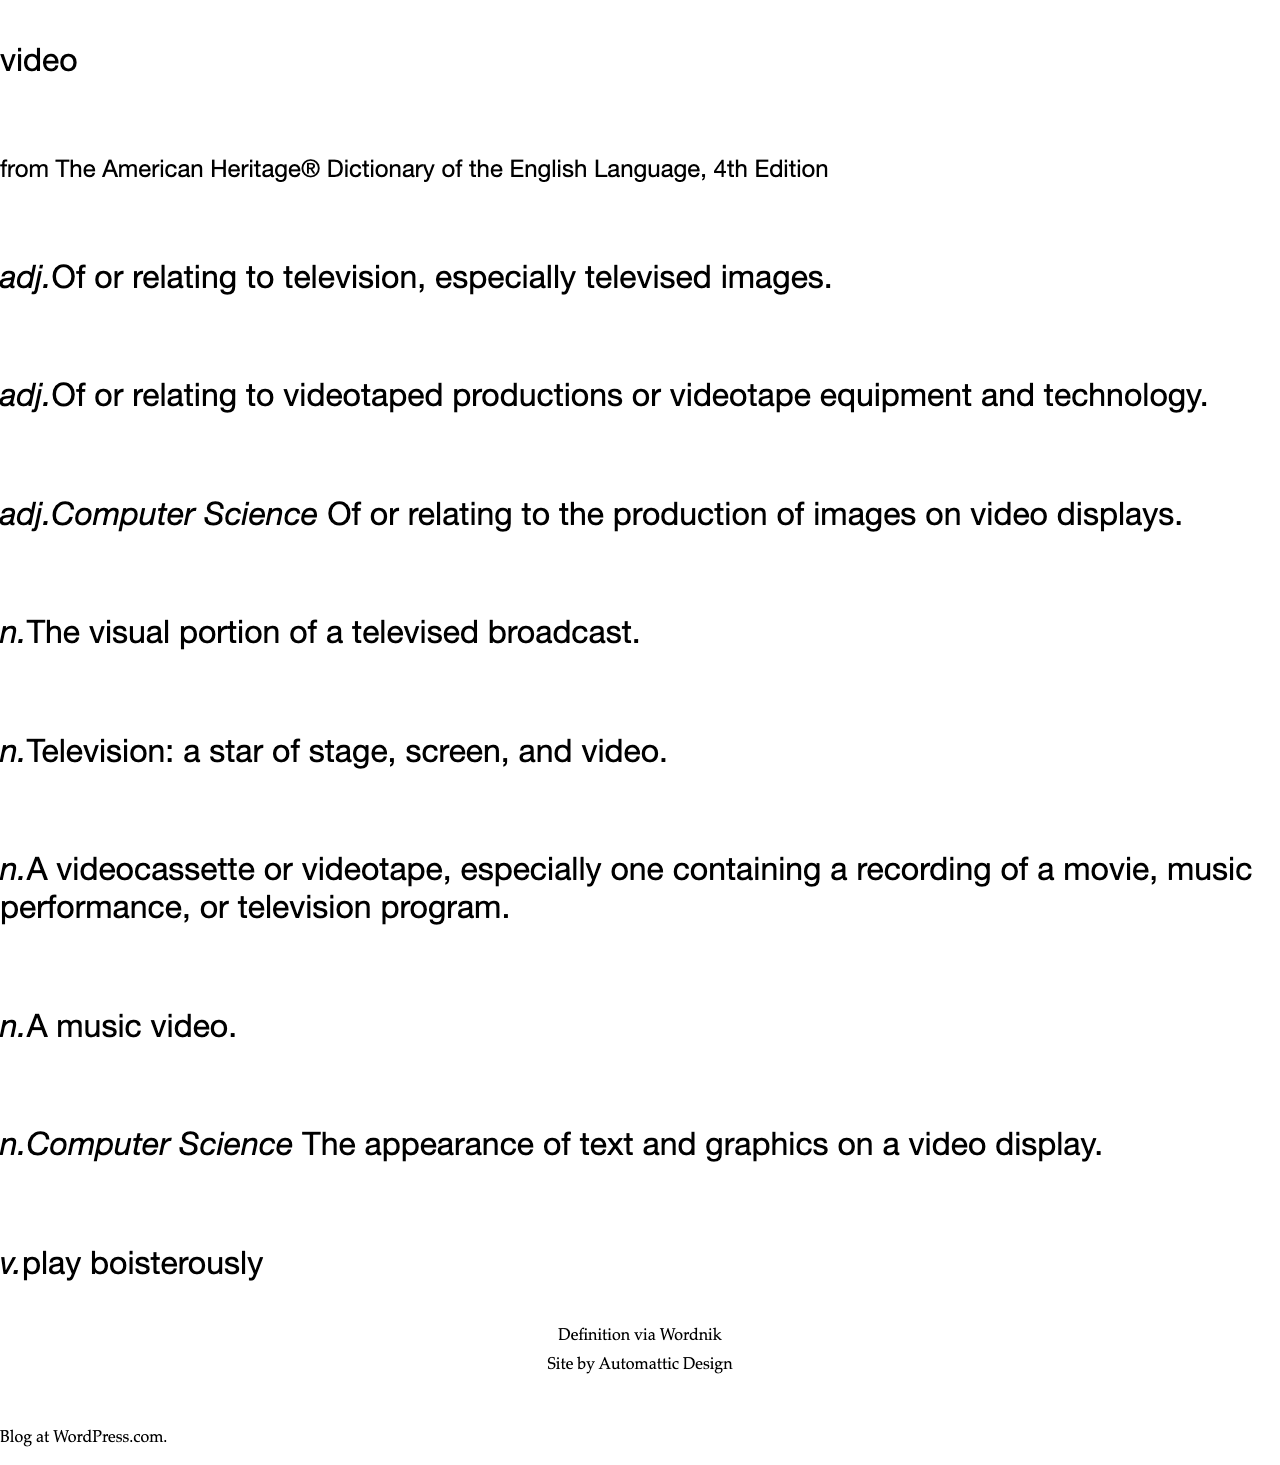 video
from The American Heritage® Dictionary of the English Language, 4th Edition
adj.Of or relating to television, especially televised images.
adj.Of or relating to videotaped productions or videotape equipment and technology.
adj.Computer Science Of or relating to the production of images on video displays.
n.The visual portion of a televised broadcast.
n.Television: a star of stage, screen, and video.
n.A videocassette or videotape, especially one containing a recording of a movie, music
performance, or television program.
n.A music video.
n.Computer Science The appearance of text and graphics on a video display.
v.play boisterously
Definition via Wordnik
Site by Automattic Design
Blog at WordPress.com.